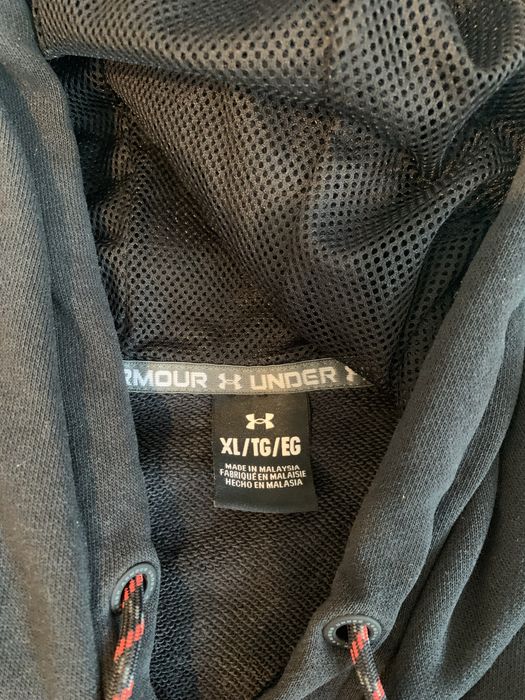 RMOUR UNDER
XL/TG/EG
MADE IN MALAYSIA
FABRIQUÉ EN MALAISIE
HECHO EN MALASIA